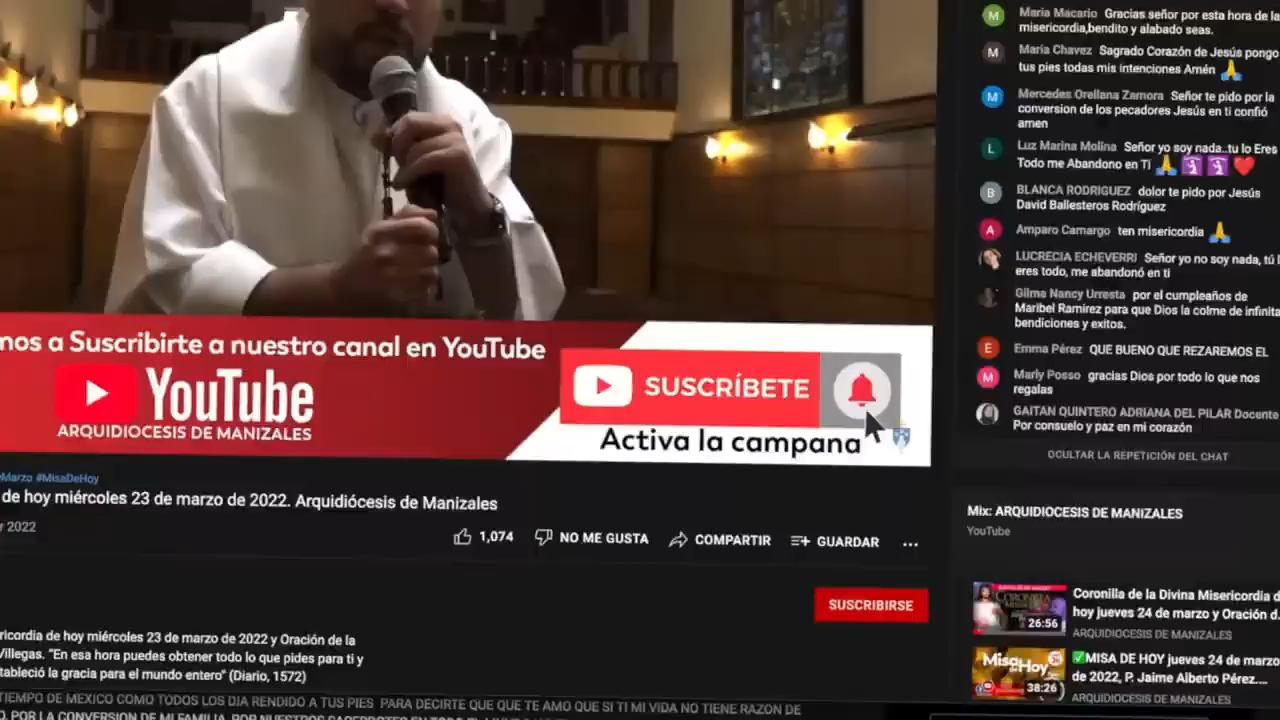 nos a Suscribirte a nuestro canal en YouTube
YouTube
ARQUIDIOCESIS DE MANIZALES
SUSCRÍBETE
Activa la campana
Marzo #MisaDeHoy
de hoy miércoles 23 de marzo de 2022. Arquidiócesis de Manizales
2022
1,074
NO ME GUSTA
COMPARTIR
GUARDAR
SUSCRIBIRSE
ricordia de hoy miércoles 23 de marzo de 2022 y Oración de la
Villegas. "En esa hora puedes obtener todo lo que pides para ti y
tableció la gracia para el mundo entero" (Diario, 1572)
TIEMPO DE MEXICO COMO TODOS LOS DIA RENDIDO A TUS PIES PARA DECIRTE QUE QUE TE AMO QUE SI TI MI VIDA NO TIENE RAZON DE
M Maria Macario Gracias señor por esta hora de la
misericordia,bendito y alabado seas.
M Maria Chavez Sagrado Corazón de Jesús pongo
tus pies todas mis intenciones Amén 🙏
M Mercedes Orellana Zamora Señor te pido por la
conversion de los pecadores Jesús en ti confió
amen
L Luz Marina Molina Señor yo soy nada..tu lo Eres
Todo me Abandono en Ti 🙏🛐🛐❤️
B BLANCA RODRIGUEZ dolor te pido por Jesús
David Ballesteros Rodríguez
A Amparo Camargo ten misericordia 🙏
LUCRECIA ECHEVERRI Señor yo no soy nada, tú l
eres todo, me abandonó en ti
Gilma Nancy Urresta por el cumpleaños de
Maribel Ramirez para que Dios la colme de infinita
bendiciones y exitos.
E Emma Pérez QUE BUENO QUE REZAREMOS EL
M Marly Posso gracias Dios por todo lo que nos
regalas
GAITAN QUINTERO ADRIANA DEL PILAR Docente
Por consuelo y paz en mi corazón
OCULTAR LA REPETICIÓN DEL CHAT
Mix: ARQUIDIOCESIS DE MANIZALES
YouTube
CORONILLA
26:56
Coronilla de la Divina Misericordia d
hoy jueves 24 de marzo y Oración d...
ARQUIDIOCESIS DE MANIZALES
Misa de Hoy
38:26
✅MISA DE HOY jueves 24 de marzo
de 2022, P. Jaime Alberto Pérez....
ARQUIDIOCESIS DE MANIZALES